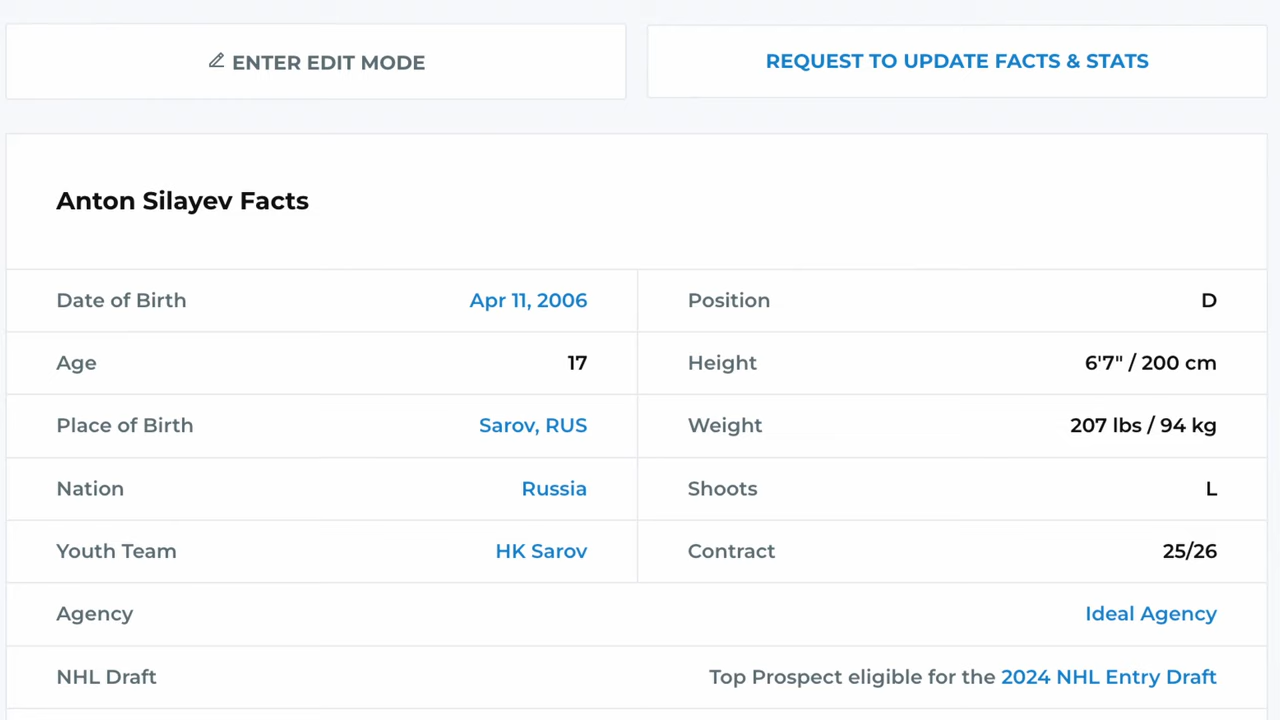 ENTER EDIT MODE
REQUEST TO UPDATE FACTS & STATS
Anton Silayev Facts
Date of Birth Apr 11, 2006 Position D
Age 17 Height 6'7" / 200 cm
Place of Birth Sarov, RUS Weight 207 lbs / 94 kg
Nation Russia Shoots L
Youth Team HK Sarov Contract 25/26
Agency Ideal Agency
NHL Draft Top Prospect eligible for the 2024 NHL Entry Draft